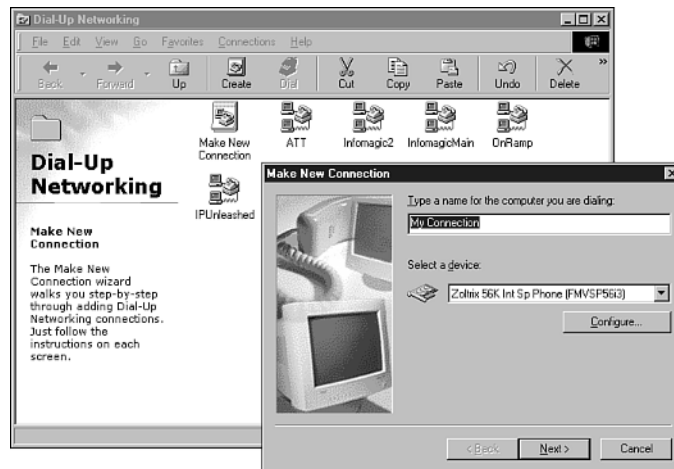 Dial-Up Networking
File Edit View Go Favorites Connections Help
Back Forward Up Create Dial Cut Copy Paste Undo Delete »
Dial-Up
Networking
Make New
Connection
The Make New
Connection wizard
walks you step-by-step
through adding Dial-Up
Networking connections.
Just follow the
instructions on each
screen.
Make New
Connection
ATT
Infomagic2
InfomagicMain
OnRamp
IPUnleashed
Make New Connection
Type a name for the computer you are dialing:
My Connection
Select a device:
Zoltrix 56K Int Sp Phone (FMVSP56i3)
Configure...
< Back Next > Cancel